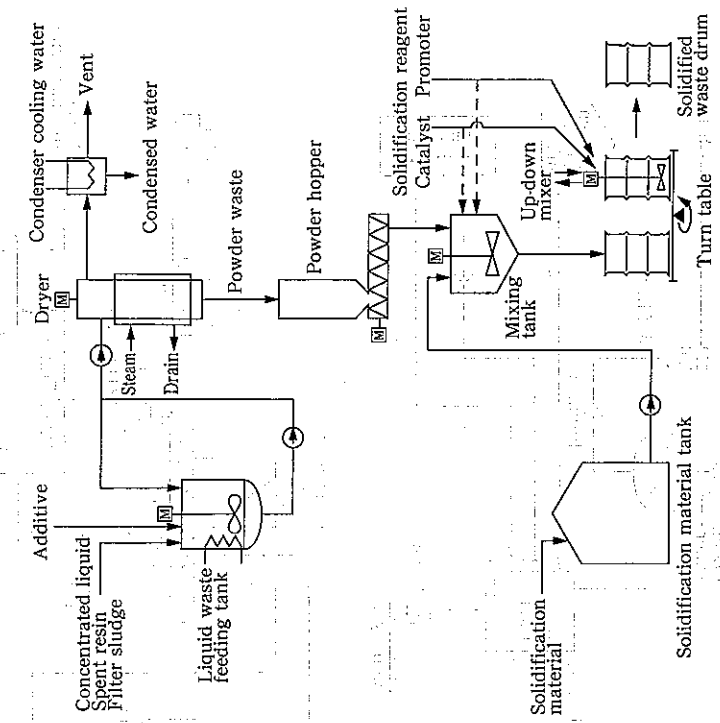 Concentrated liquid
Spent resin
Filter sludge
Additive
M
Liquid waste
feeding tank
Dryer
M
Steam
Drain
Condenser cooling water
Vent
Condensed water
Powder waste
Powder hopper
M
Solidification
material
Solidification material tank
M
Mixing
tank
Solidification reagent
Catalyst
Promoter
Up-down
mixer
M
Turn table
Solidified
waste drum